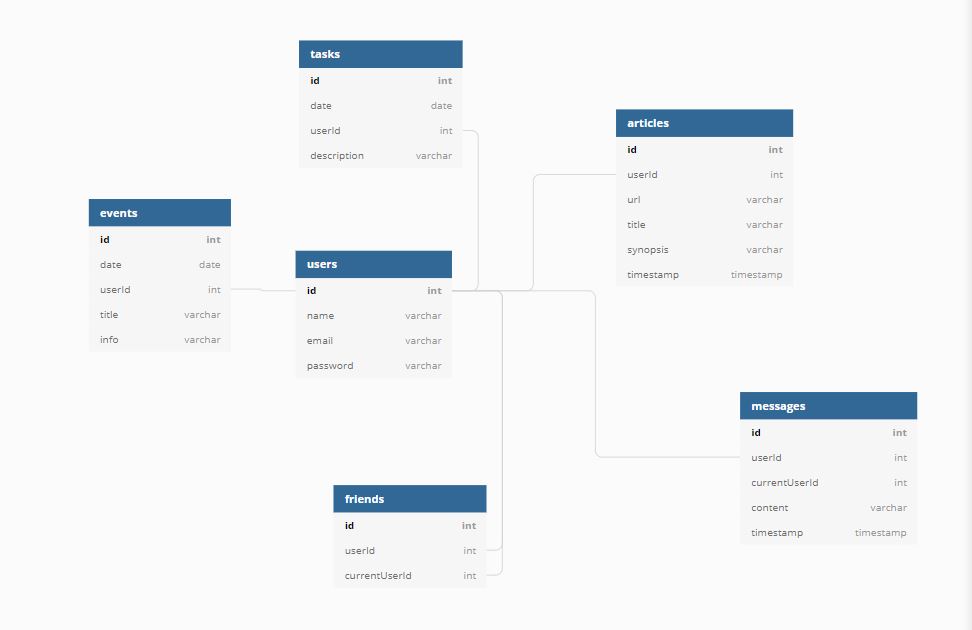 tasks
id int
date date
userId int
description varchar
articles
id int
userId int
url varchar
title varchar
synopsis varchar
timestamp timestamp
events
id int
date date
userId int
title varchar
info varchar
users
id int
name varchar
email varchar
password varchar
messages
id int
userId int
currentUserId int
content varchar
timestamp timestamp
friends
id int
userId int
currentUserId int